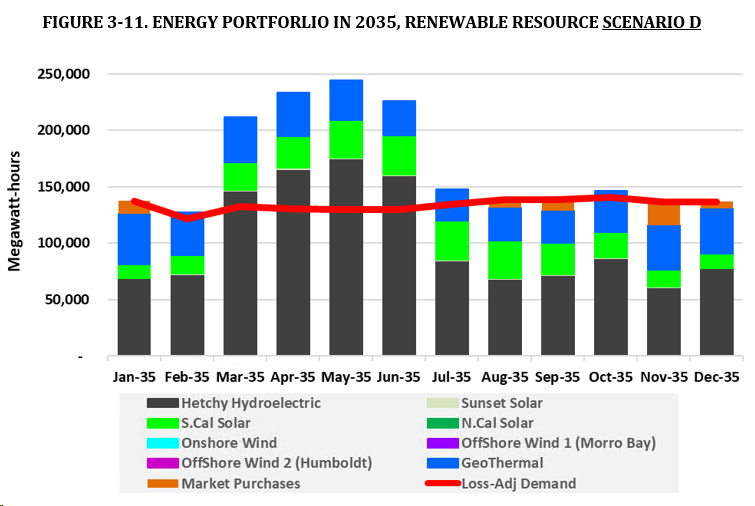 FIGURE 3-11. ENERGY PORTFORLIO IN 2035, RENEWABLE RESOURCE SCENARIO D
250,000
200,000
150,000
100,000
50,000
-
Megawatt-hours
Jan-35 Feb-35 Mar-35 Apr-35 May-35 Jun-35 Jul-35 Aug-35 Sep-35 Oct-35 Nov-35 Dec-35
Hetchy Hydroelectric Sunset Solar
S.Cal Solar N.Cal Solar
Onshore Wind OffShore Wind 1 (Morro Bay)
OffShore Wind 2 (Humboldt) GeoThermal
Market Purchases Loss-Adj Demand